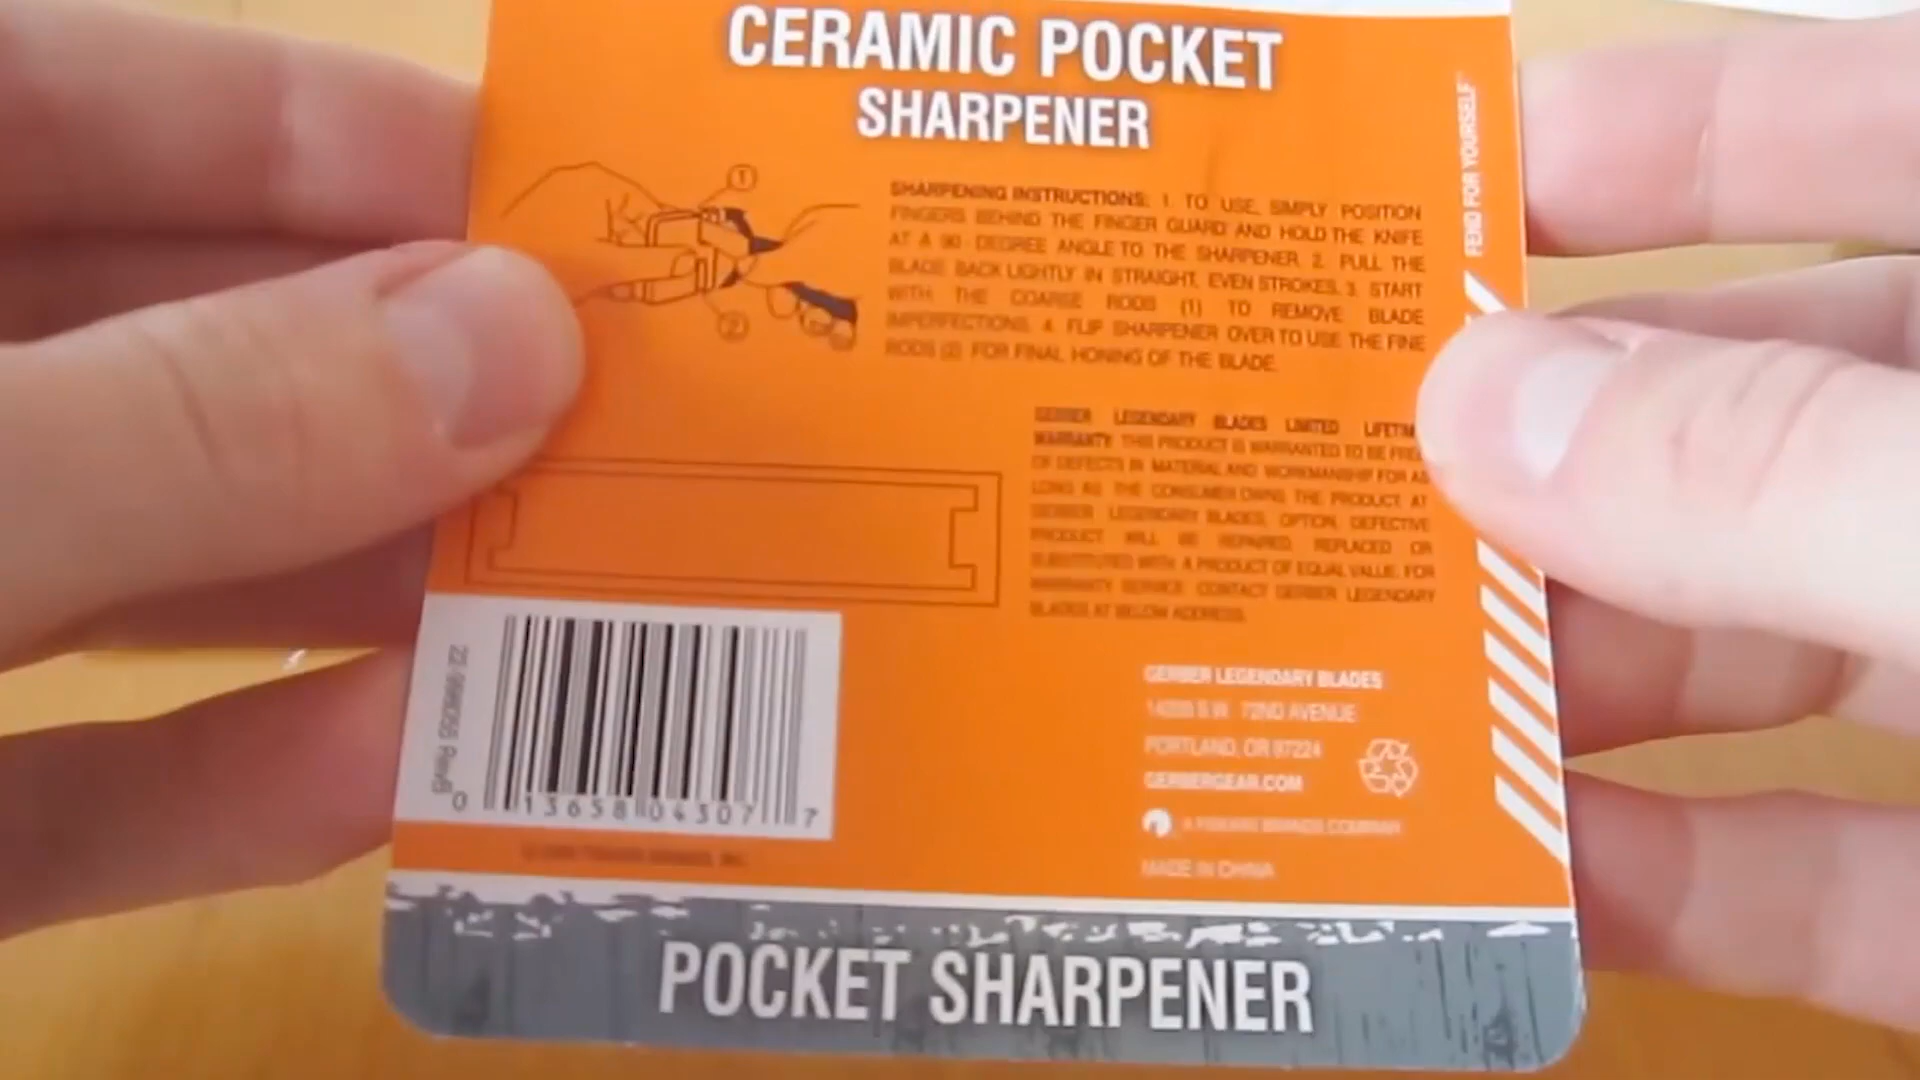 CERAMIC POCKET
SHARPENER
FEND FOR YOURSELF
1
2
SHARPENING INSTRUCTIONS: 1. TO USE, SIMPLY POSITION
FINGERS BEHIND THE FINGER GUARD AND HOLD THE KNIFE
AT A 90 DEGREE ANGLE TO THE SHARPENER. 2. PULL THE
BLADE BACK LIGHTLY IN STRAIGHT, EVEN STROKES. 3. START
WITH THE COARSE RODS (1) TO REMOVE BLADE
IMPERFECTIONS. 4. FLIP SHARPENER OVER TO USE THE FINE
RODS (2) FOR FINAL HONING OF THE BLADE.
GERBER LEGENDARY BLADES LIMITED LIFETIM
WARRANTY: THIS PRODUCT IS WARRANTED TO BE FREE
OF DEFECTS IN MATERIAL AND WORKMANSHIP FOR AS
LONG AS THE CONSUMER OWNS THE PRODUCT. AT
GERBER LEGENDARY BLADES, OPTION, DEFECTIVE
PRODUCT WILL BE REPAIRED, REPLACED OR
SUBSTITUTED WITH A PRODUCT OF EQUAL VALUE. FOR
WARRANTY SERVICE CONTACT GERBER LEGENDARY
BLADES AT BELOW ADDRESS.
GERBER LEGENDARY BLADES
S.W. 72ND AVENUE
PORTLAND, OR 97224
GERBERGEAR.COM
A FISKARS BRANDS COMPANY
MADE IN CHINA
0 13658 04307 7
POCKET SHARPENER